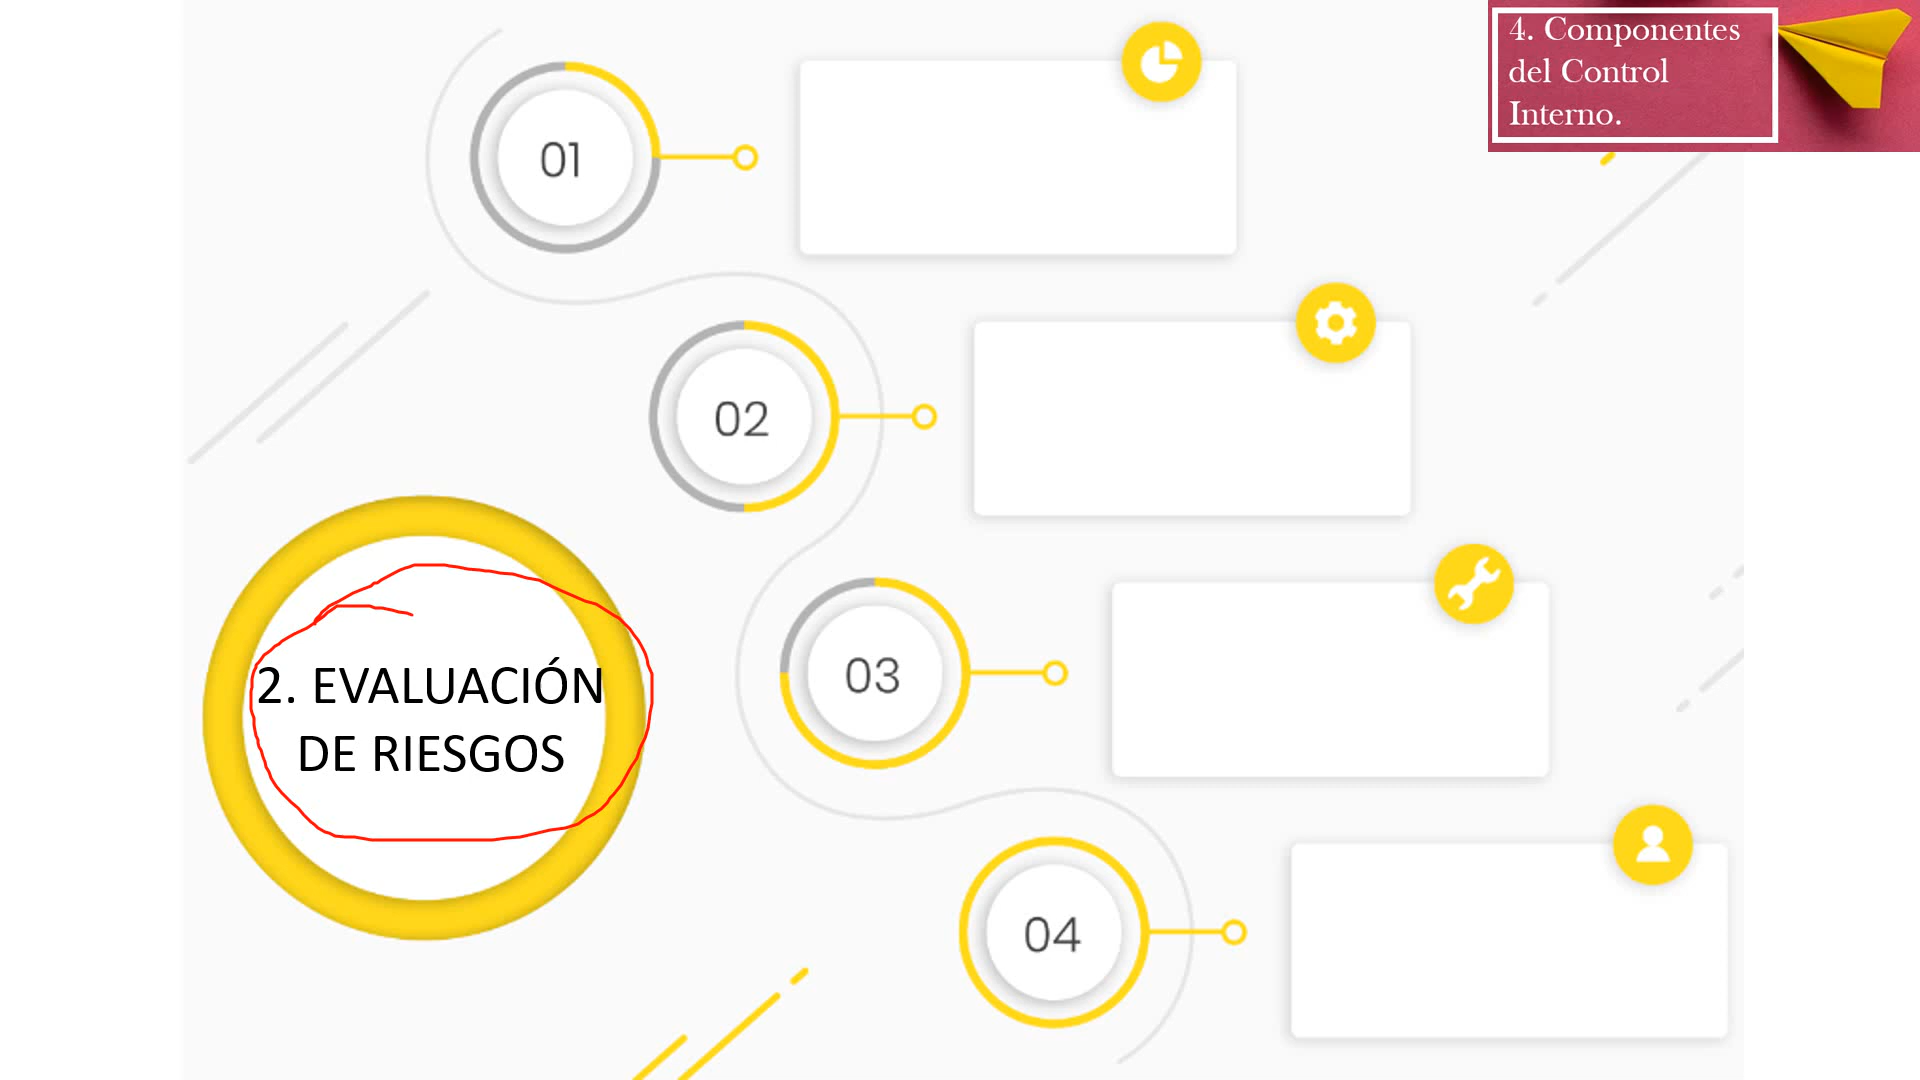 4. Componentes
del Control
Interno.
01
02
03
04
2. EVALUACIÓN
DE RIESGOS